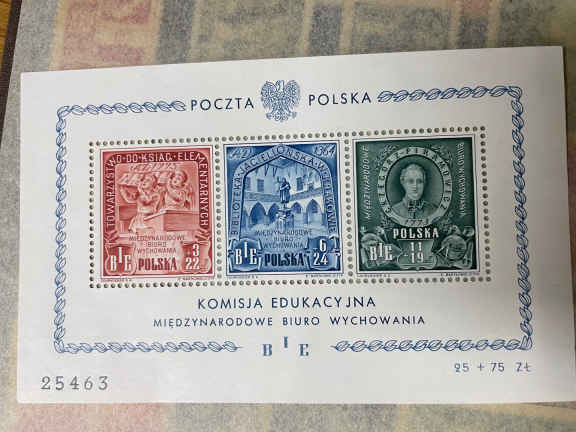 POCZTA POLSKA
TOWARZYSTWO·DO·KSIĄG·ELEMENTARNYCH
MIĘDZYNARODOWE
BIURO
WYCHOWANIA
BIE POLSKA 3/22
1364
BIBLIOTEKA·JAGIELLOŃSKA·W·KRAKOWIE
MIĘDZYNARODOWE
BIURO
WYCHOWANIA
BIE POLSKA 6/24
MIĘDZYNARODOWE
BIURO WYCHOWANIA
BIE POLSKA 11/19
KOMISJA EDUKACYJNA
MIĘDZYNARODOWE BIURO WYCHOWANIA
BIE
25463
25 + 75 ZŁ